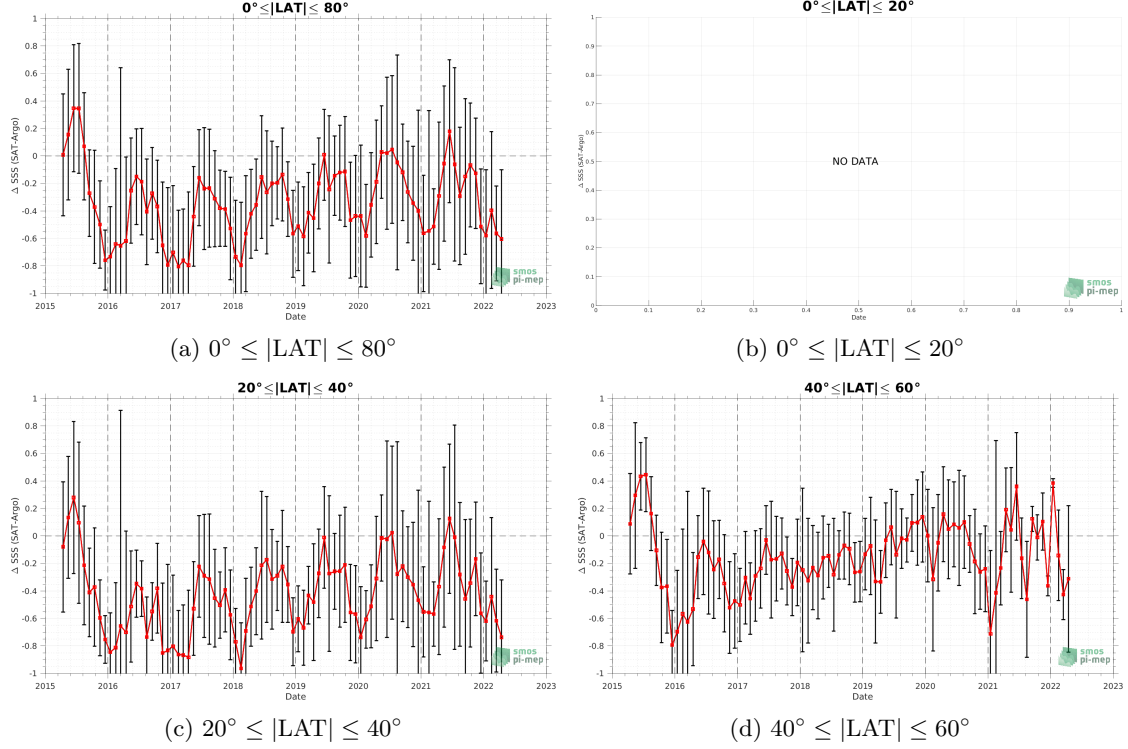 0°≤|LAT|≤ 80°
Δ SSS (SAT-Argo)
1
0.8
0.6
0.4
0.2
0
-0.2
-0.4
-0.6
-0.8
-1
2015 2016 2017 2018 2019 2020 2021 2022 2023
Date
smos
pi-mep
(a) 0° ≤ |LAT| ≤ 80°
0°≤|LAT|≤ 20°
Δ SSS (SAT-Argo)
1
0.9
0.8
0.7
0.6
0.5
0.4
0.3
0.2
0.1
0
NO DATA
0 0.1 0.2 0.3 0.4 0.5 0.6 0.7 0.8 0.9 1
Date
smos
pi-mep
(b) 0° ≤ |LAT| ≤ 20°
20°≤|LAT|≤ 40°
Δ SSS (SAT-Argo)
1
0.8
0.6
0.4
0.2
0
-0.2
-0.4
-0.6
-0.8
-1
2015 2016 2017 2018 2019 2020 2021 2022 2023
Date
smos
pi-mep
(c) 20° ≤ |LAT| ≤ 40°
40°≤|LAT|≤ 60°
Δ SSS (SAT-Argo)
1
0.8
0.6
0.4
0.2
0
-0.2
-0.4
-0.6
-0.8
-1
2015 2016 2017 2018 2019 2020 2021 2022 2023
Date
smos
pi-mep
(d) 40° ≤ |LAT| ≤ 60°